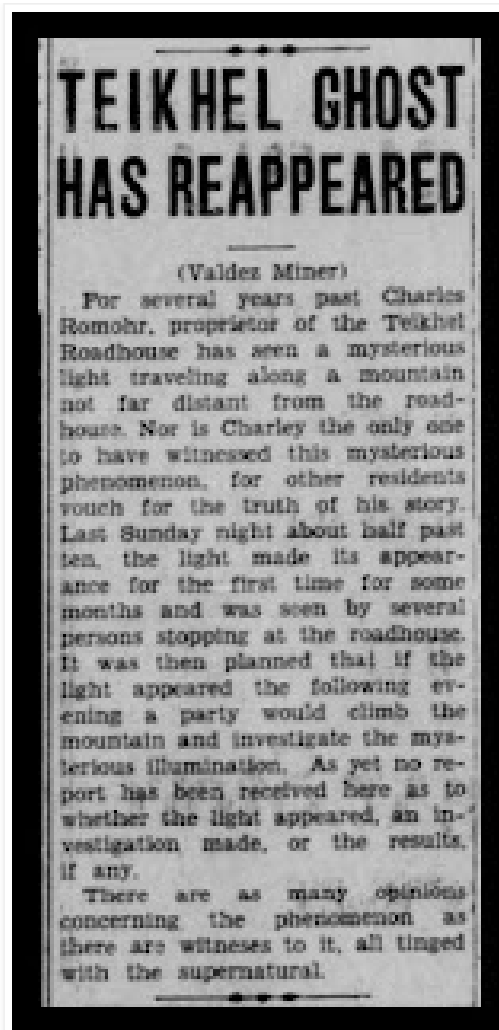 TEIKHEL GHOST
HAS REAPPEARED
(Valdez Miner)
For several years past Charles
Romohr, proprietor of the Teikhel
Roadhouse has seen a mysterious
light traveling along a mountain
not far distant from the road-
house. Nor is Charley the only one
to have witnessed this mysterious
phenomenon, for other residents
vouch for the truth of his story.
Last Sunday night about half past
ten, the light made its appear-
ance for the first time for some
months and was seen by several
persons stopping at the roadhouse.
It was then planned that if the
light appeared the following ev-
ening a party would climb the
mountain and investigate the mys-
terious illumination. As yet no re-
port has been received here as to
whether the light appeared, an in-
vestigation made, or the results,
if any.
There are as many opinions
concerning the phenomenon as
there are witneses to it, all tinged
with the supernatural.